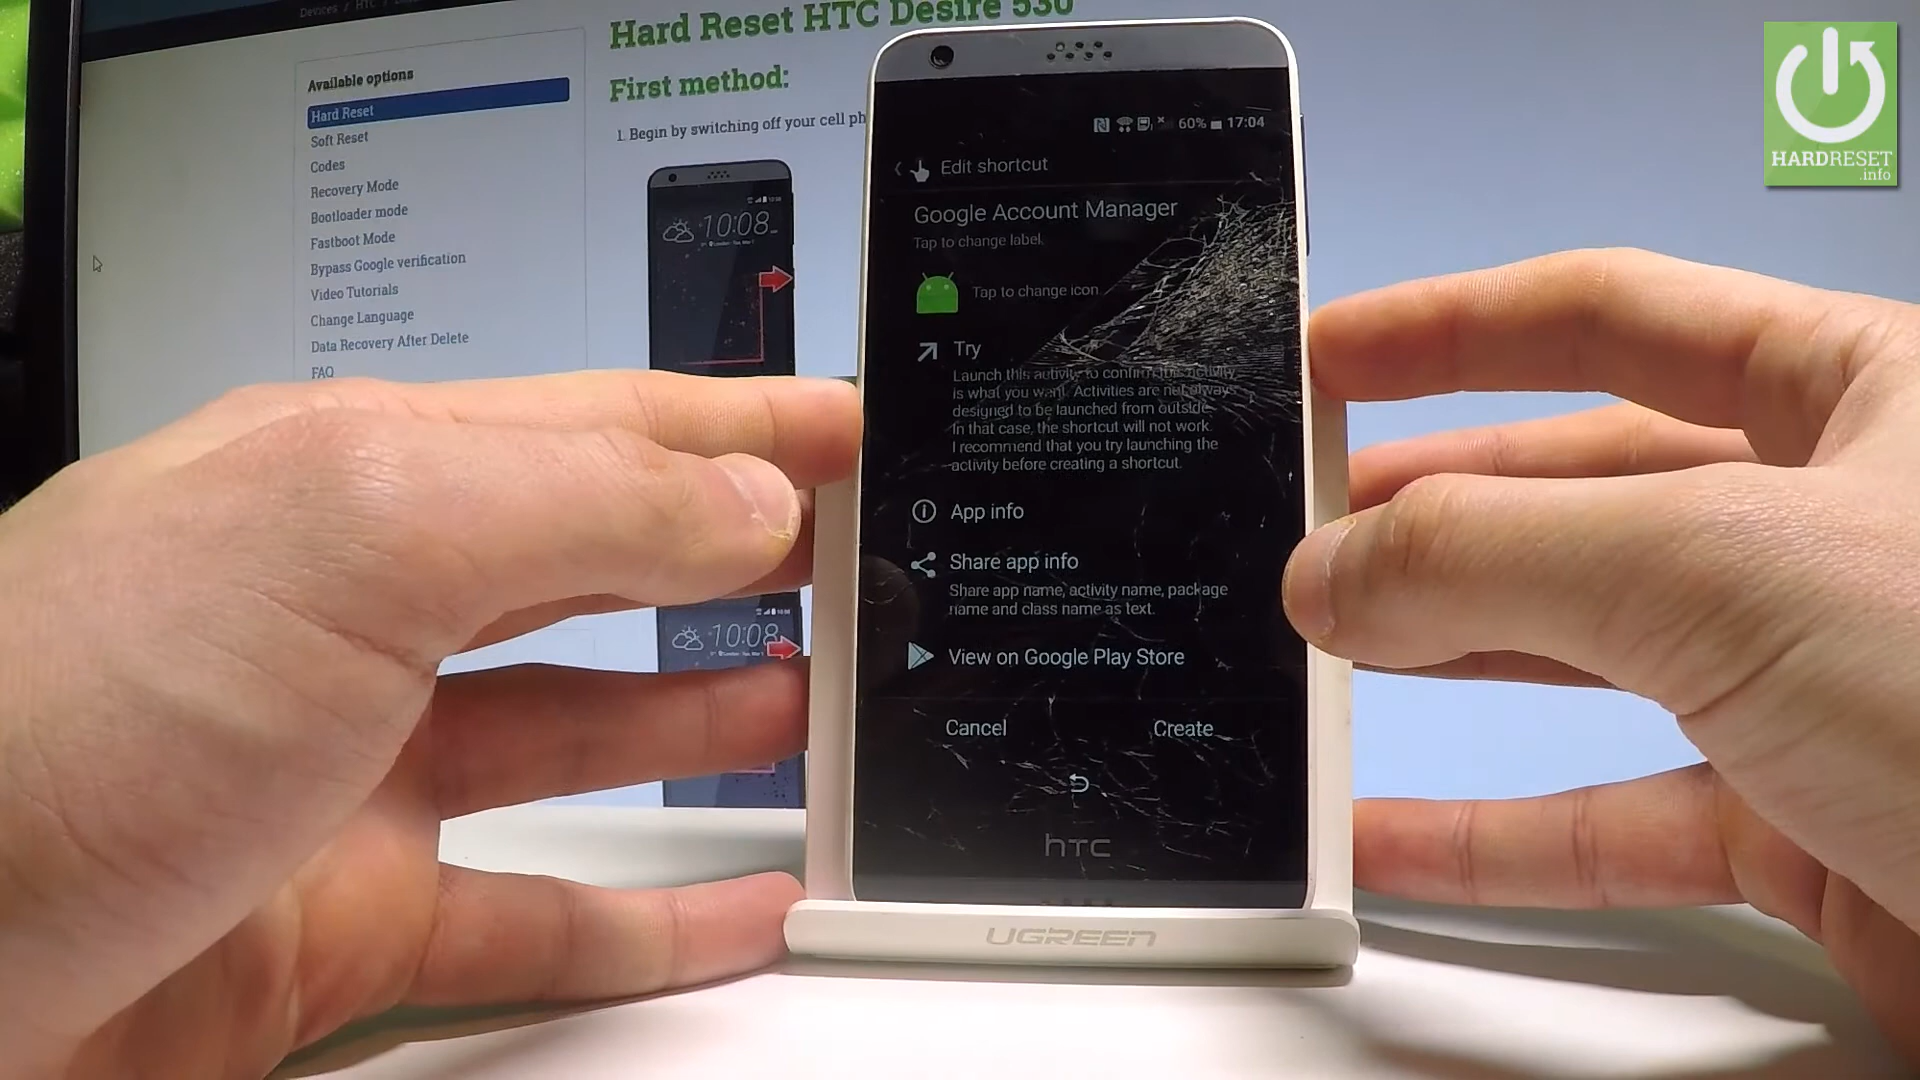 Devices / HTC /
Hard Reset HTC Desire 530
Available options
Hard Reset
Soft Reset
Codes
Recovery Mode
Bootloader mode
Fastboot Mode
Bypass Google verification
Video Tutorials
Change Language
Data Recovery After Delete
FAQ
First method:
1. Begin by switching off your cell ph
10:08
10:08
60% 17:04
Edit shortcut
Google Account Manager
Tap to change label.
Tap to change icon.
Try
Launch this activity to confirm this activity
is what you want. Activities are not always
designed to be launched from outside.
In that case, the shortcut will not work.
I recommend that you try launching the
activity before creating a shortcut.
App info
Share app info
Share app name, activity name, package
name and class name as text.
View on Google Play Store
Cancel Create
hTC
UGREEN
HARDRESET
.info